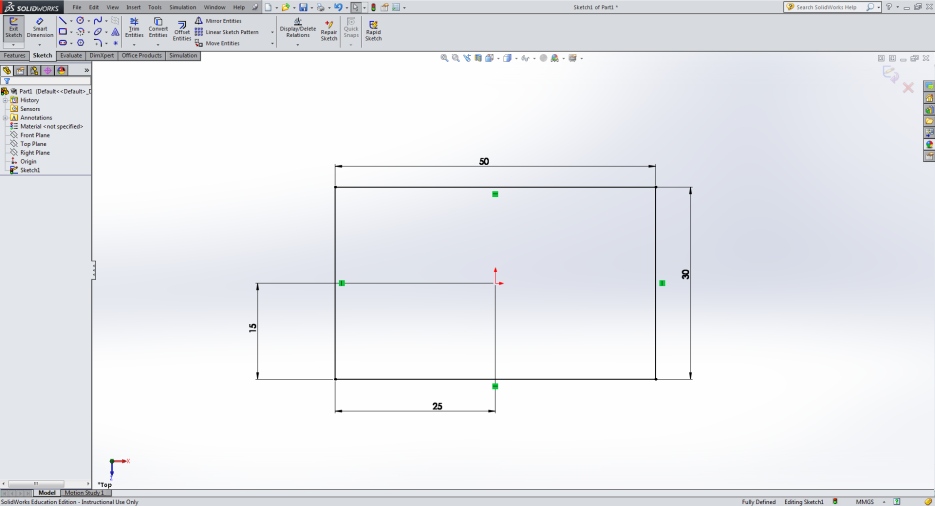 SOLIDWORKS File Edit View Insert Tools Simulation Window Help Sketch1 of Part1 * Search SolidWorks Help
Exit Sketch
Smart Dimension
Trim Entities
Convert Entities
Offset Entities
Mirror Entities
Linear Sketch Pattern
Move Entities
Display/Delete Relations
Repair Sketch
Quick Snaps
Rapid Sketch
Features Sketch Evaluate DimXpert Office Products Simulation
Part1 (Default<<Default>_D
History
Sensors
Annotations
Material <not specified>
Front Plane
Top Plane
Right Plane
Origin
Sketch1
50
30
15
25
X
*Top
Model Motion Study 1
SolidWorks Education Edition - Instructional Use Only Fully Defined Editing Sketch1 MMGS